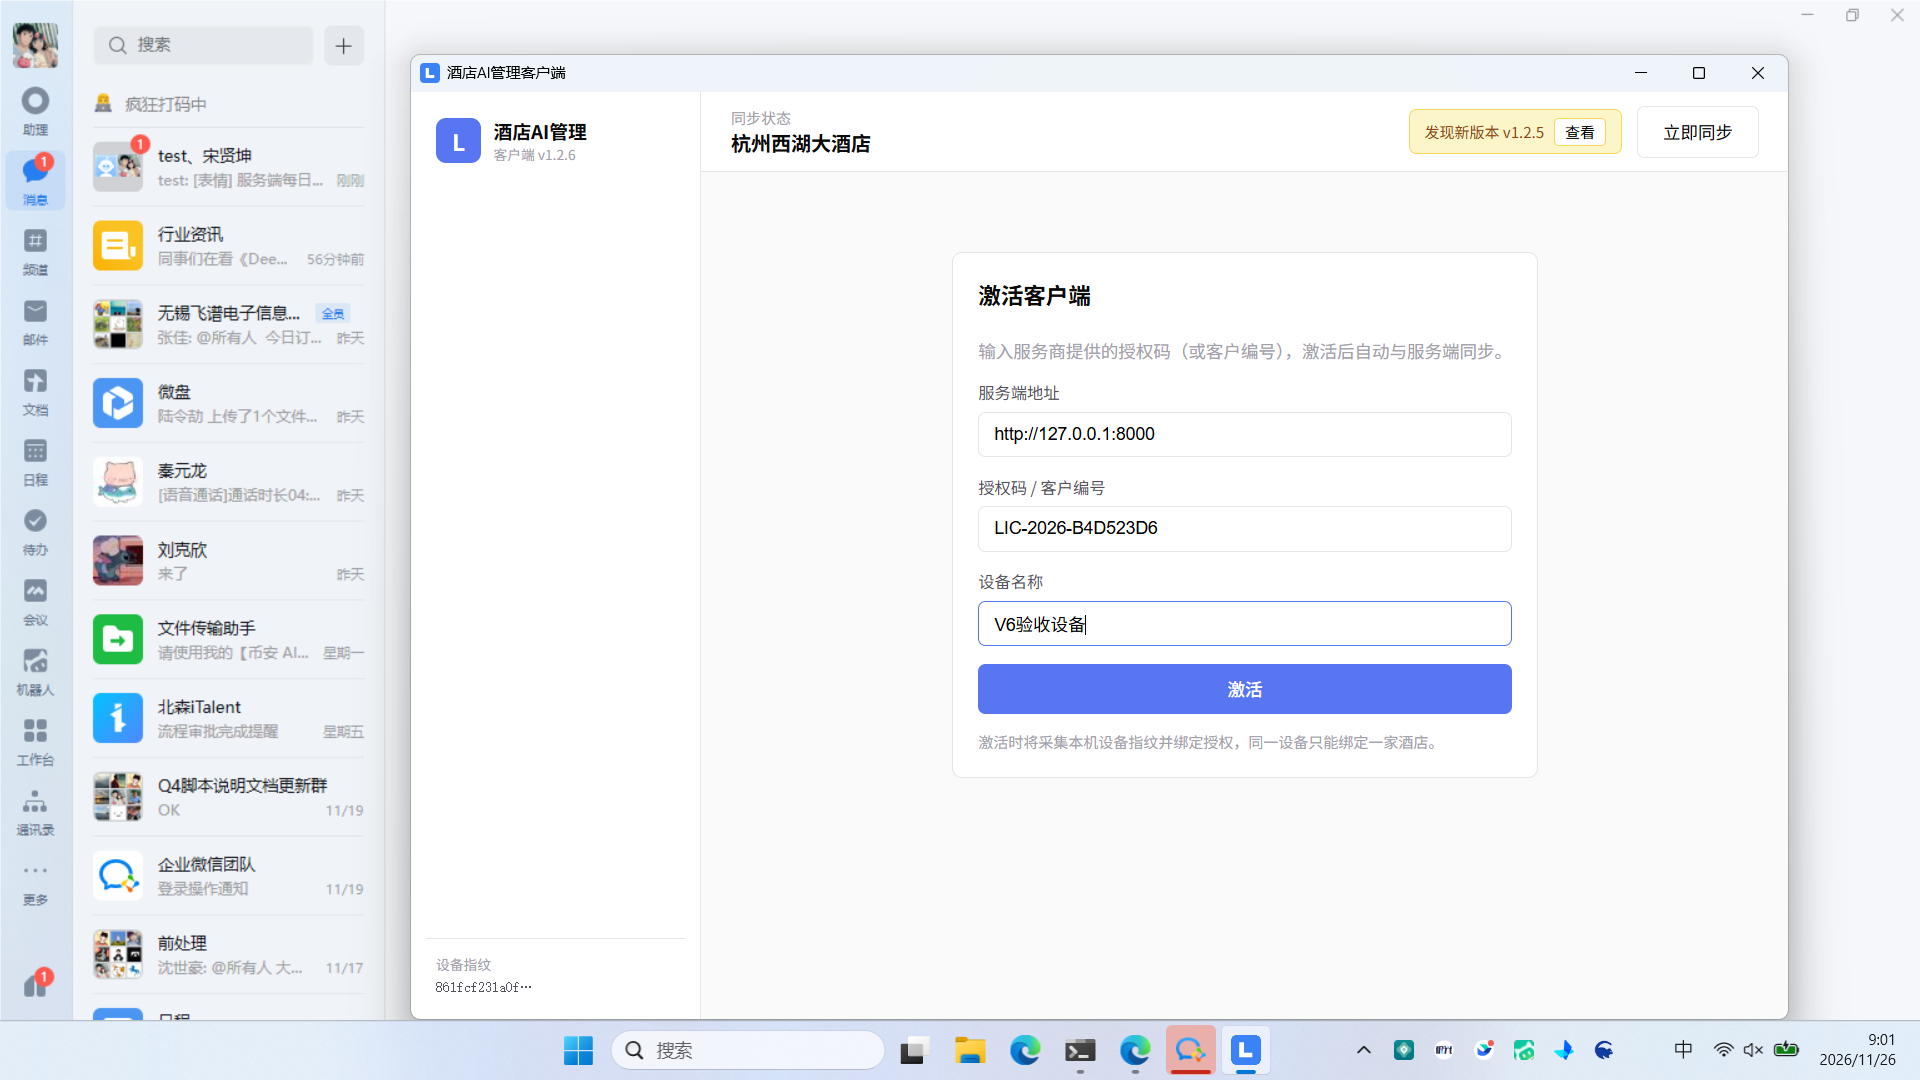 助理
1
消息
频道
邮件
文档
日程
待办
会议
机器人
工作台
通讯录
更多
1
搜索
疯狂打码中
1
test、宋贤坤
test: [表情] 服务端每日... 刚刚
行业资讯
同事们在看《Dee... 56分钟前
无锡飞谱电子信息... 全员
张佳: @所有人 今日订... 昨天
微盘
陆令劼 上传了1个文件... 昨天
秦元龙
[语音通话]通话时长04:... 昨天
刘克欣
来了 昨天
文件传输助手
请使用我的【币安 AI... 星期一
北森iTalent
流程审批完成提醒 星期五
Q4脚本说明文档更新群
OK 11/19
企业微信团队
登录操作通知 11/19
前处理
沈世豪: @所有人 大... 11/17
日程
L 酒店AI管理客户端
L
酒店AI管理
客户端 v1.2.6
设备指纹
861fcf231a0f···
同步状态
杭州西湖大酒店
发现新版本 v1.2.5 查看
立即同步
激活客户端
输入服务商提供的授权码（或客户编号），激活后自动与服务端同步。
服务端地址
http://127.0.0.1:8000
授权码 / 客户编号
LIC-2026-B4D523D6
设备名称
V6验收设备
激活
激活时将采集本机设备指纹并绑定授权，同一设备只能绑定一家酒店。
搜索
L
中
9:01
2026/11/26